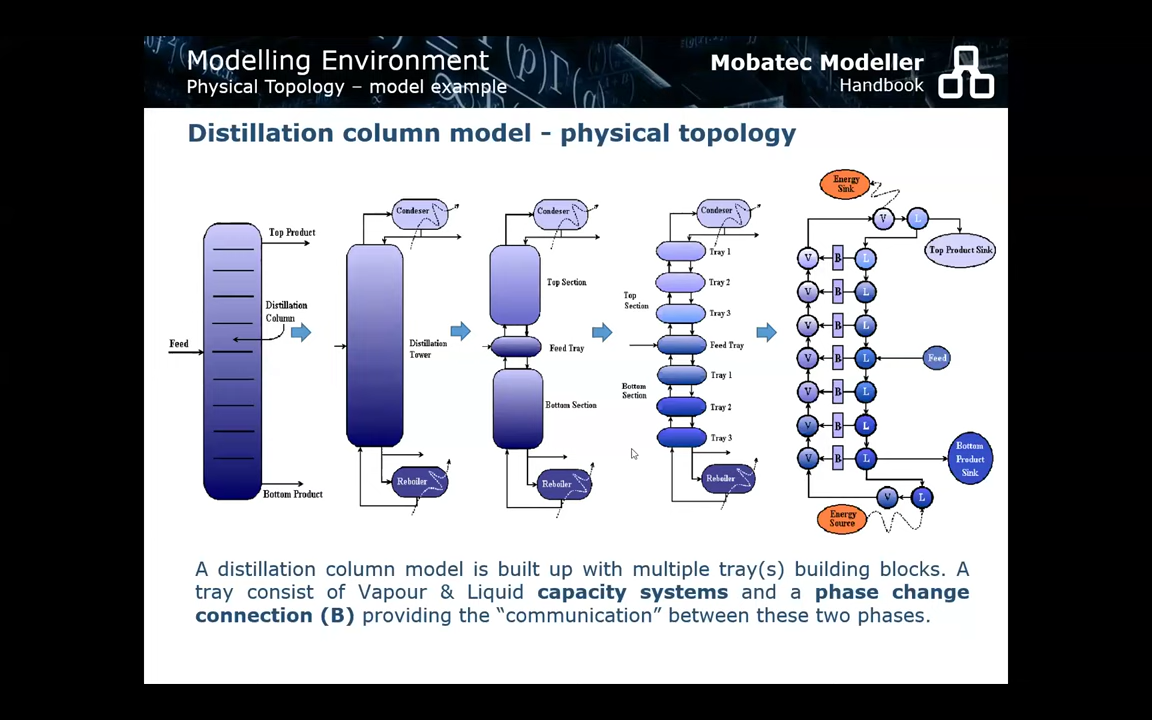 Modelling Environment
Physical Topology – model example
Mobatec Modeller
Handbook
Distillation column model - physical topology
Top Product
Distillation
Column
Feed
Bottom Product
Condeser
Distillation
Tower
Reboiler
Condeser
Top Section
Feed Tray
Bottom Section
Reboiler
Condeser
Tray 1
Tray 2
Top
Section
Tray 3
Feed Tray
Tray 1
Bottom
Section
Tray 2
Tray 3
Reboiler
Energy
Sink
V L
Top Product Sink
V B L
V B L
V B L
V B L
Feed
V B L
V B L
V B L
Bottom
Product
Sink
V L
Energy
Source
A distillation column model is built up with multiple tray(s) building blocks. A
tray consist of Vapour & Liquid capacity systems and a phase change
connection (B) providing the “communication” between these two phases.